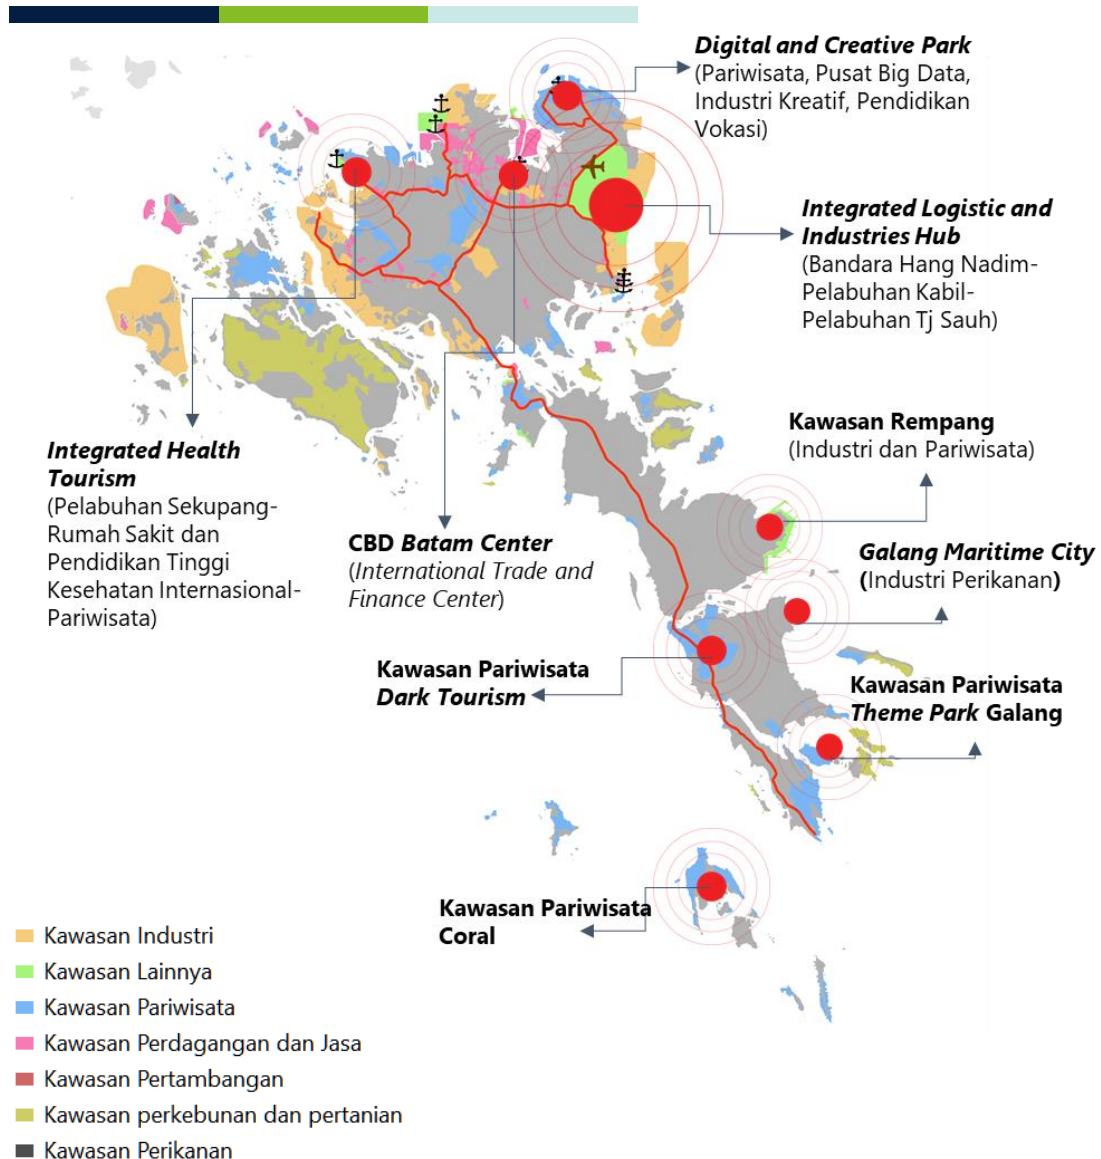 Digital and Creative Park
(Pariwisata, Pusat Big Data,
Industri Kreatif, Pendidikan
Vokasi)
Integrated Logistic and
Industries Hub
(Bandara Hang Nadim-
Pelabuhan Kabil-
Pelabuhan Tj Sauh)
Kawasan Rempang
(Industri dan Pariwisata)
Integrated Health
Tourism
(Pelabuhan Sekupang-
Rumah Sakit dan
Pendidikan Tinggi
Kesehatan Internasional-
Pariwisata)
CBD Batam Center
(International Trade and
Finance Center)
Galang Maritime City
(Industri Perikanan)
Kawasan Pariwisata
Dark Tourism
Kawasan Pariwisata
Theme Park Galang
Kawasan Pariwisata
Coral
Kawasan Industri
Kawasan Lainnya
Kawasan Pariwisata
Kawasan Perdagangan dan Jasa
Kawasan Pertambangan
Kawasan perkebunan dan pertanian
Kawasan Perikanan